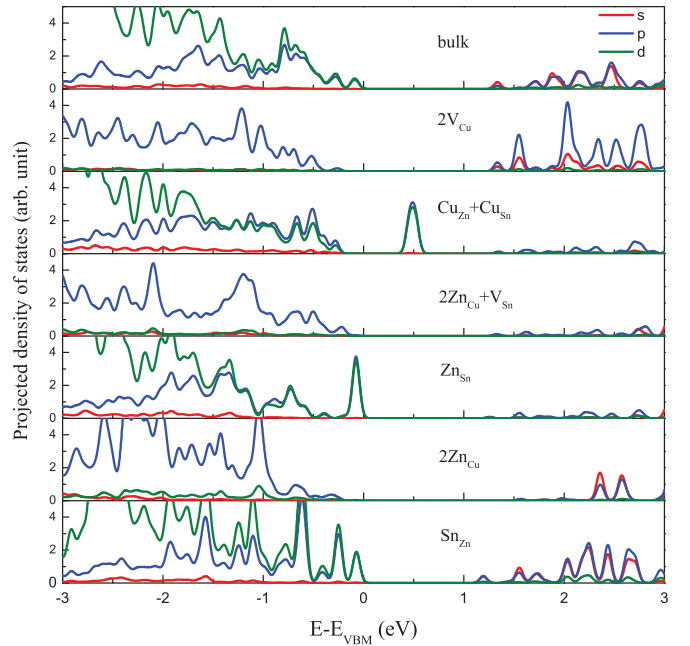 4
2
0
bulk
s
p
d
4
2
0
2V_Cu
4
2
0
Cu_Zn+Cu_Sn
4
2
0
2Zn_Cu+V_Sn
4
2
0
Zn_Sn
4
2
0
2Zn_Cu
4
2
0
Sn_Zn
-3 -2 -1 0 1 2 3
E-E_VBM (eV)
Projected density of states (arb. unit)